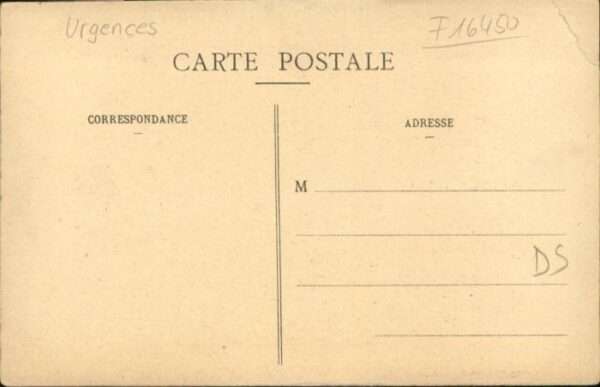 Urgences
F16450
CARTE POSTALE
CORRESPONDANCE
ADRESSE
M
DS